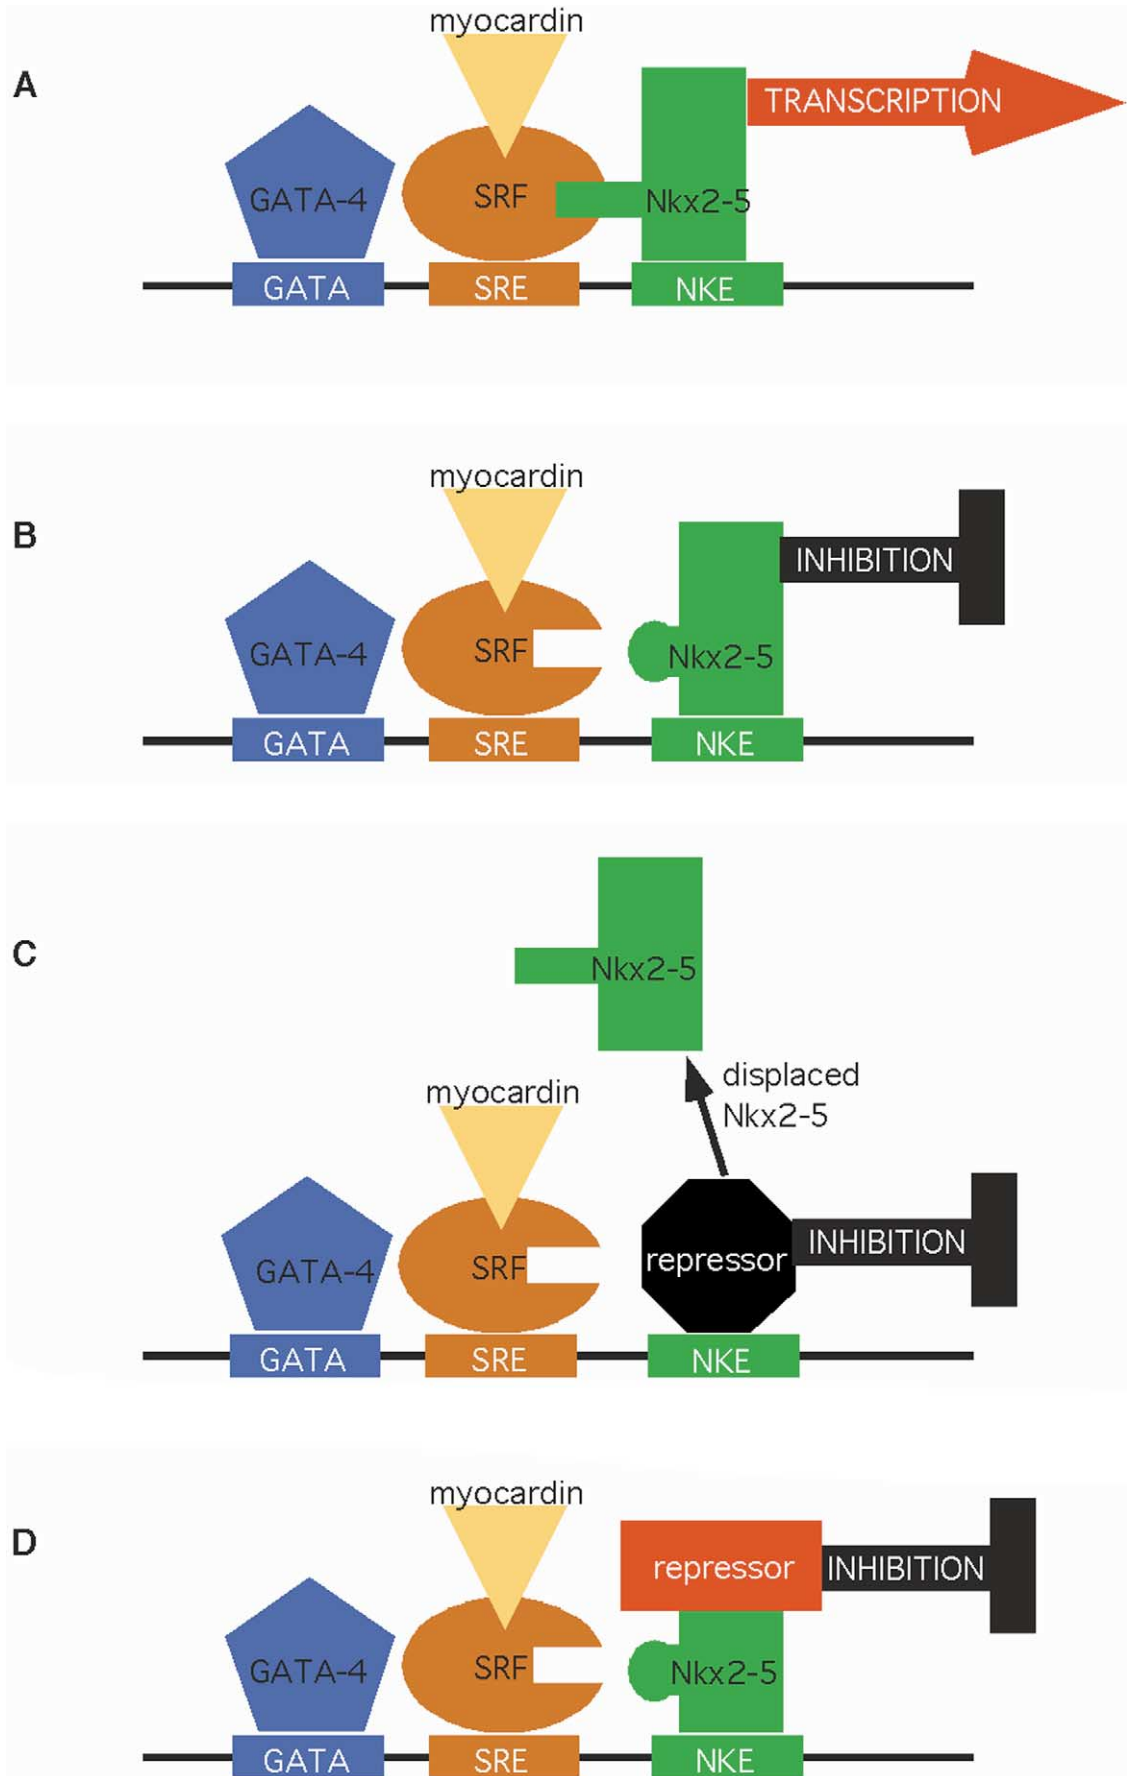 myocardin
A
TRANSCRIPTION
GATA-4
SRF
Nkx2-5
GATA
SRE
NKE
myocardin
B
INHIBITION
GATA-4
SRF
Nkx2-5
GATA
SRE
NKE
C
Nkx2-5
displaced
Nkx2-5
myocardin
GATA-4
SRF
repressor
INHIBITION
GATA
SRE
NKE
myocardin
D
repressor
INHIBITION
GATA-4
SRF
Nkx2-5
GATA
SRE
NKE